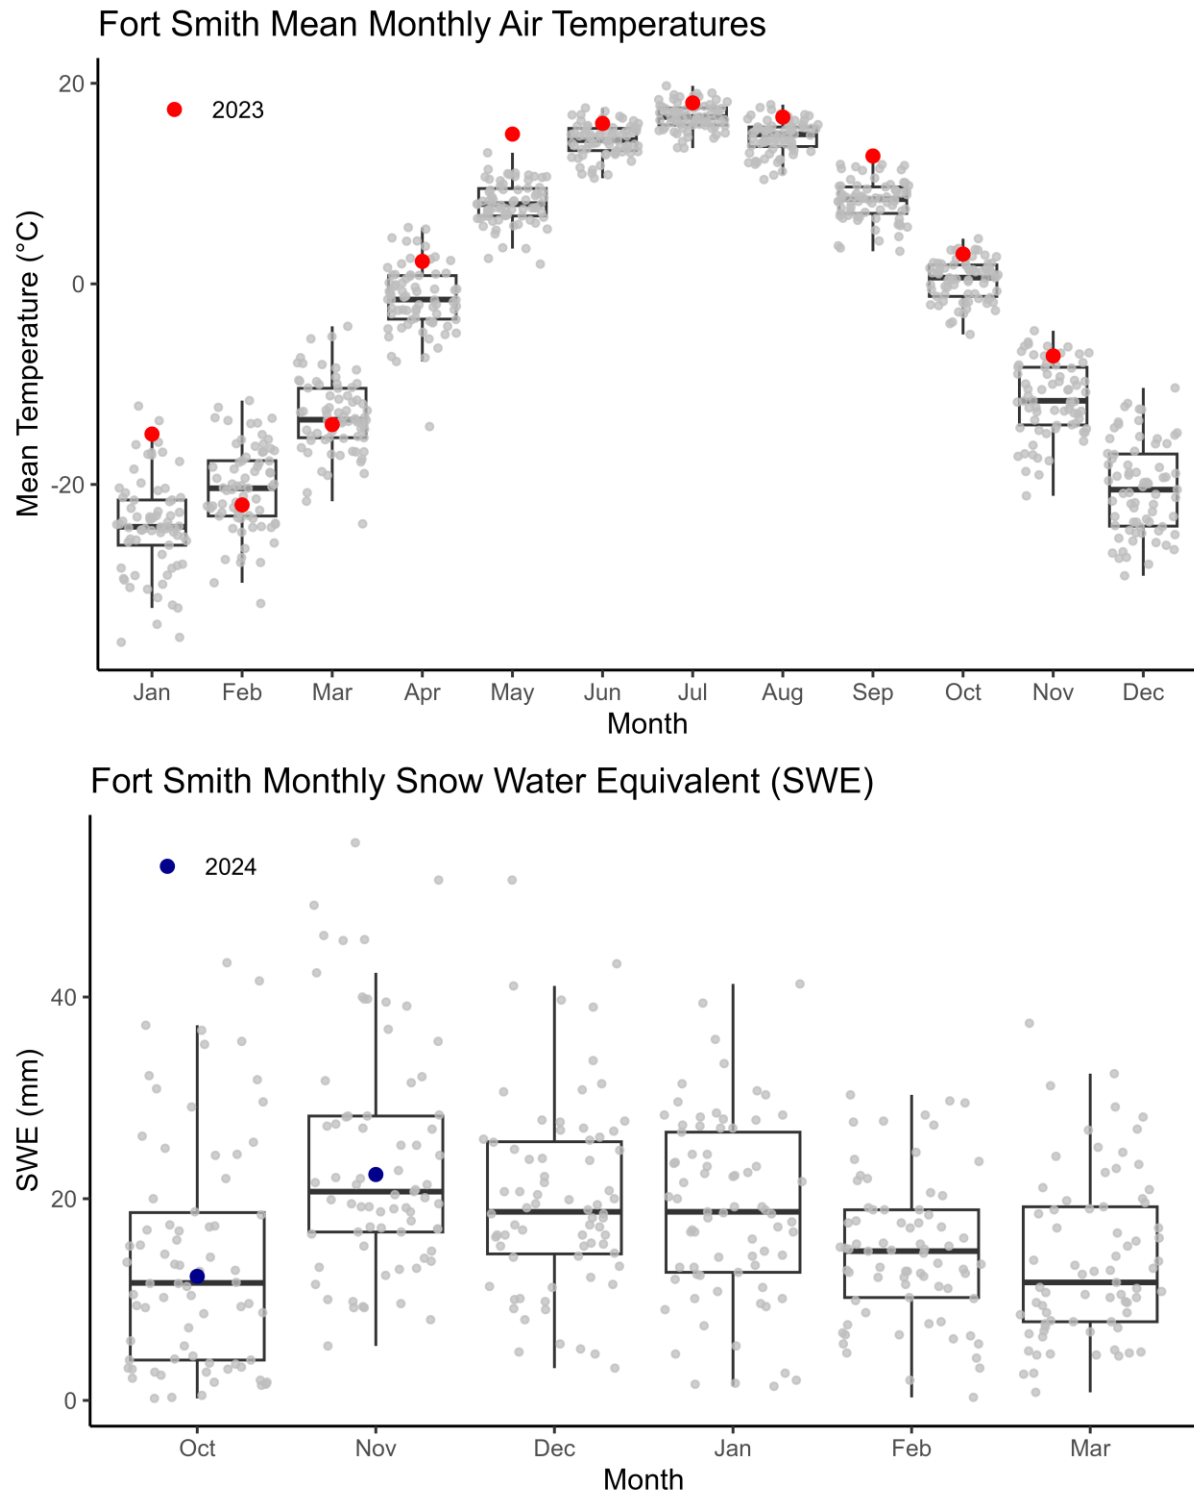 Fort Smith Mean Monthly Air Temperatures
2023
20
0
-20
Mean Temperature (°C)
Jan Feb Mar Apr May Jun Jul Aug Sep Oct Nov Dec
Month
Fort Smith Monthly Snow Water Equivalent (SWE)
2024
40
20
0
SWE (mm)
Oct Nov Dec Jan Feb Mar
Month